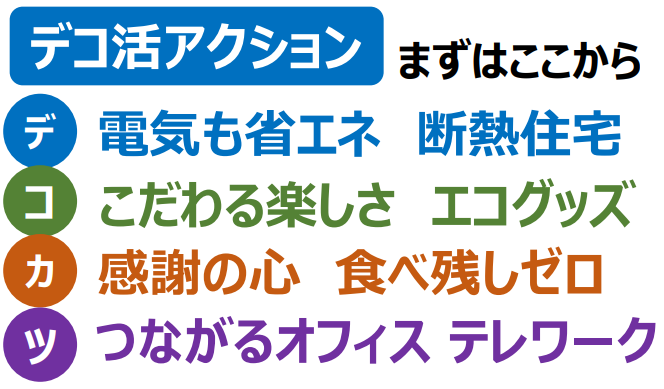 デコ活アクション まずはここから
デ 電気も省エネ 断熱住宅
コ こだわる楽しさ エコグッズ
カ 感謝の心 食べ残しゼロ
ツ つながるオフィス テレワーク